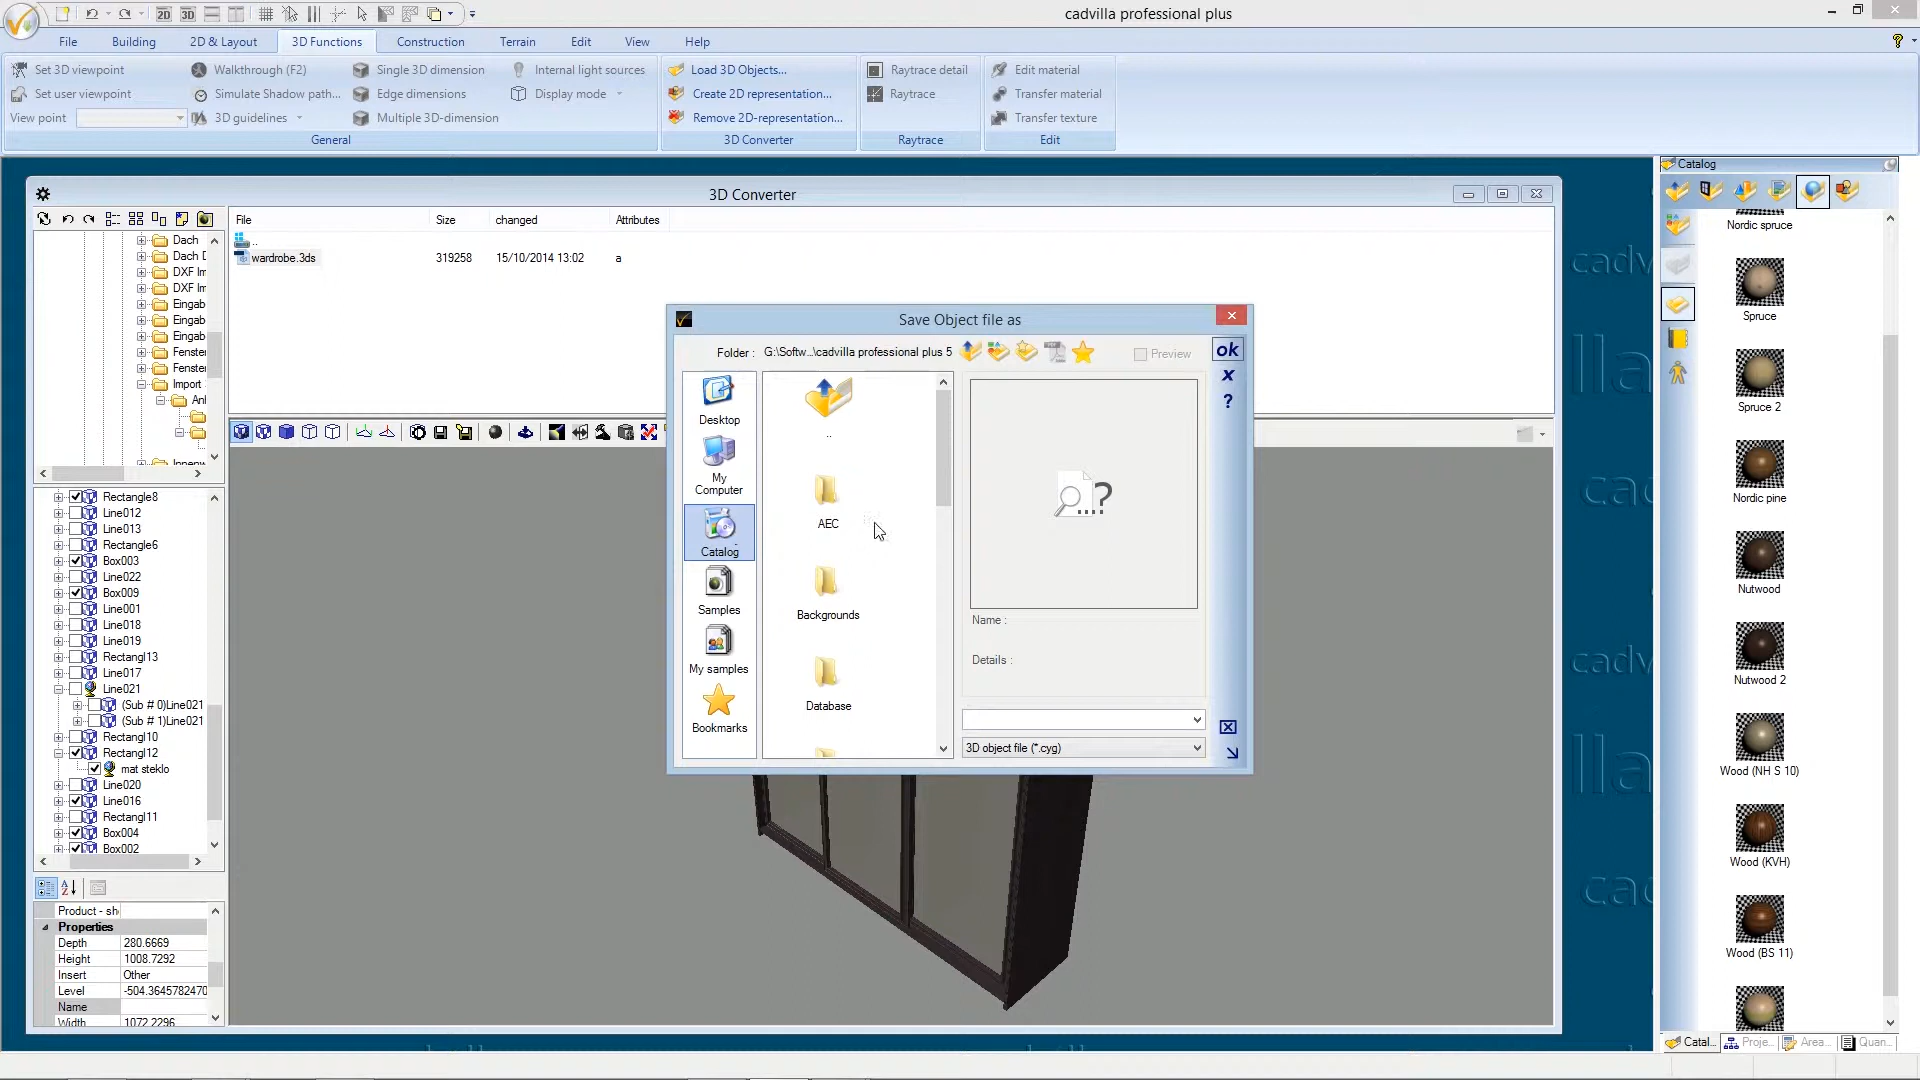 2D
3D
cadvilla professional plus
File
Building
2D & Layout
3D Functions
Construction
Terrain
Edit
View
Help
Set 3D viewpoint
Walkthrough (F2)
Single 3D dimension
Internal light sources
Load 3D Objects...
Raytrace detail
Edit material
Set user viewpoint
Simulate Shadow path...
Edge dimensions
Display mode
Create 2D representation...
Raytrace
Transfer material
View point
3D guidelines
Multiple 3D-dimension
Remove 2D-representation...
Transfer texture
General
3D Converter
Raytrace
Edit
3D Converter
File
Size
changed
Attributes
..
wardrobe.3ds
319258
15/10/2014 13:02
a
Dach
Dach D
DXF Im
DXF Im
Eingab
Eingab
Eingab
Fenste
Fenste
Import
Rectangle8
Line012
Line013
Rectangle6
Box003
Line022
Box009
Line001
Line018
Line019
Rectangl13
Line017
Line021
(Sub # 0)Line021
(Sub # 1)Line021
Rectangl10
Rectangl12
mat steklo
Line020
Line016
Rectangl11
Box004
Box002
Product - sh
Properties
Depth 280.6669
Height 1008.7292
Insert Other
Level -504.3645782470
Name
Width 1072.2296
Save Object file as
Folder :
G:\Softw...\cadvilla professional plus 5
Preview
ok
x
?
Desktop
My
Computer
Catalog
Samples
My samples
Bookmarks
..
AEC
Backgrounds
Database
...?
Name :
Details :
3D object file (*.cyg)
Catalog
Nordic spruce
Spruce
Spruce 2
Nordic pine
Nutwood
Nutwood 2
Wood (NH S 10)
Wood (KVH)
Wood (BS 11)
Catal...
Proje...
Area...
Quan...